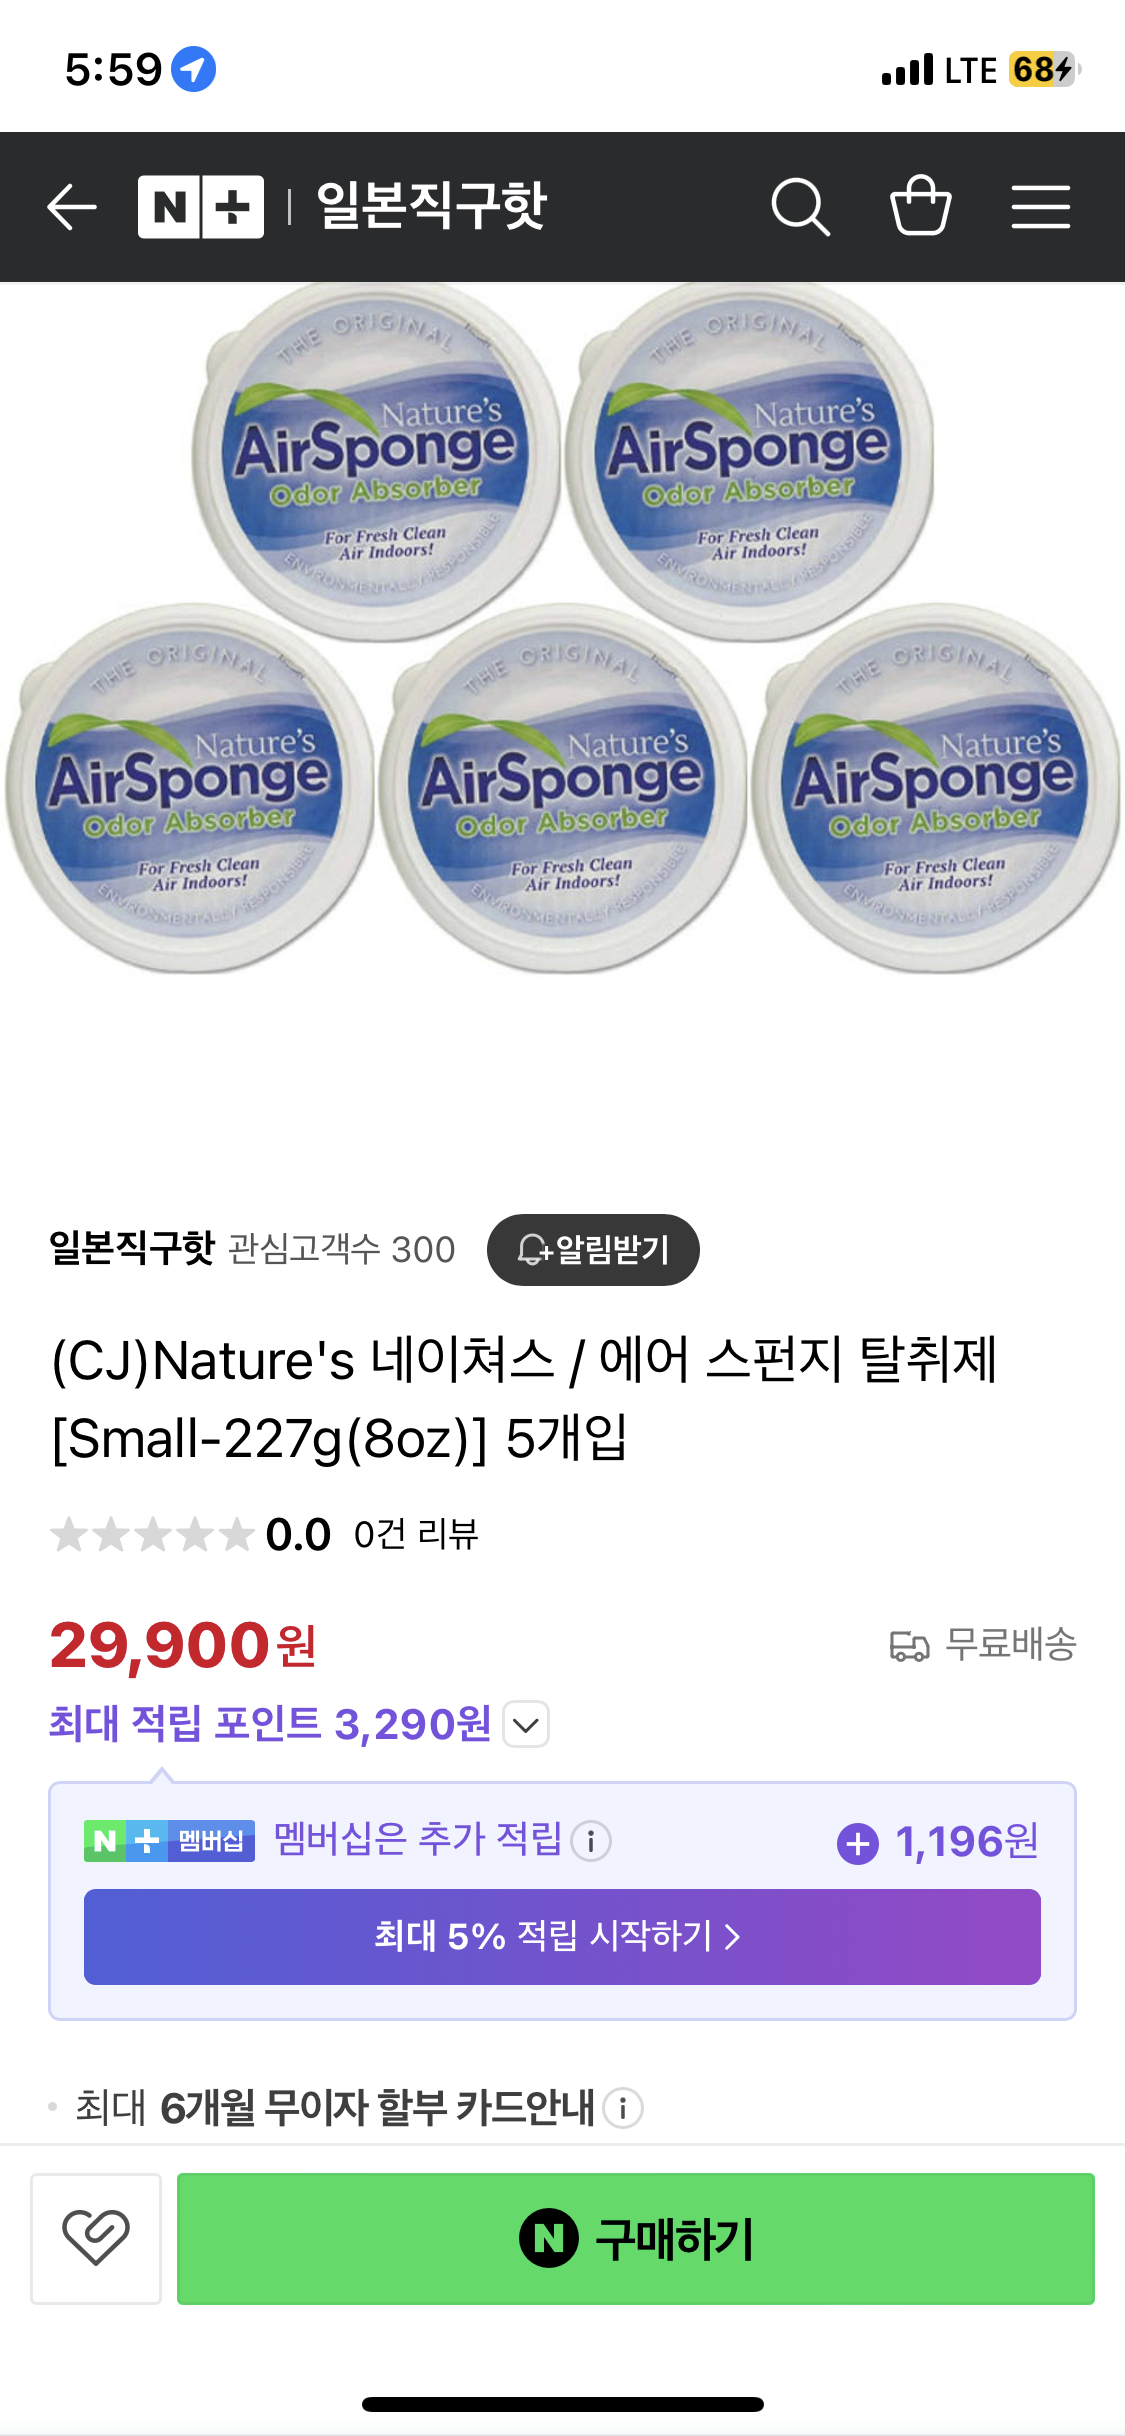 5:59
LTE 68
N+ | 일본직구핫
THE ORIGINAL
Nature's
AirSponge
Odor Absorber
For Fresh Clean
Air Indoors!
ENVIRONMENTALLY RESPONSIBLE
THE ORIGINAL
Nature's
AirSponge
Odor Absorber
For Fresh Clean
Air Indoors!
ENVIRONMENTALLY RESPONSIBLE
THE ORIGINAL
Nature's
AirSponge
Odor Absorber
For Fresh Clean
Air Indoors!
ENVIRONMENTALLY RESPONSIBLE
THE ORIGINAL
Nature's
AirSponge
Odor Absorber
For Fresh Clean
Air Indoors!
ENVIRONMENTALLY RESPONSIBLE
THE ORIGINAL
Nature's
AirSponge
Odor Absorber
For Fresh Clean
Air Indoors!
ENVIRONMENTALLY RESPONSIBLE
일본직구핫 관심고객수 300 알림받기
(CJ)Nature's 네이쳐스 / 에어 스펀지 탈취제
[Small-227g(8oz)] 5개입
0.0 0건 리뷰
29,900원 무료배송
최대 적립 포인트 3,290원
N+ 멤버십 멤버십은 추가 적립 + 1,196원
최대 5% 적립 시작하기 >
• 최대 6개월 무이자 할부 카드안내
N 구매하기